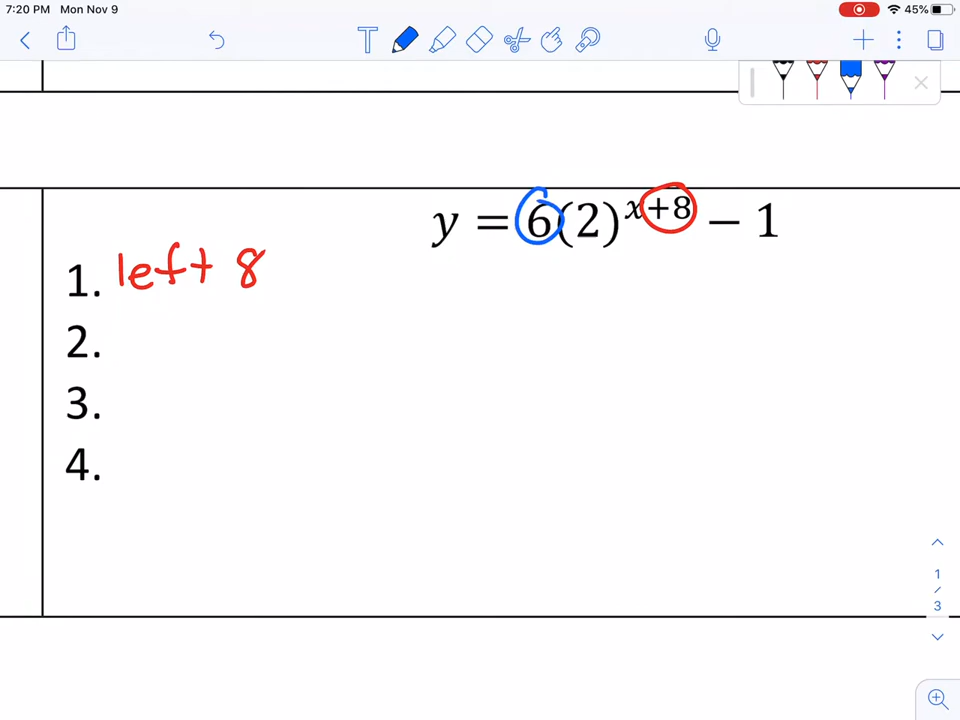 7:20 PM Mon Nov 9 45%
T
y = 6(2)^{x+8} − 1
1. left 8
2.
3.
4.
1
/
3